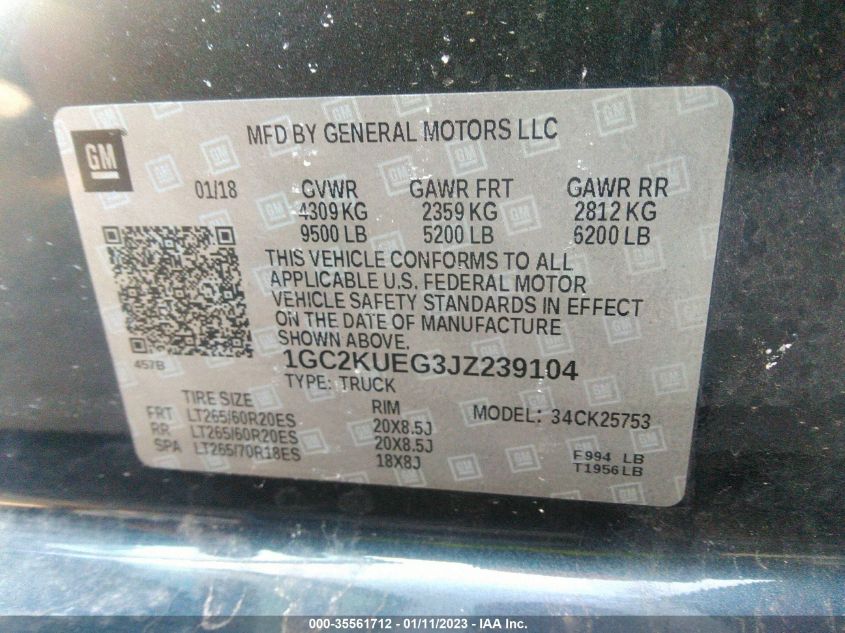 GM
MFD BY GENERAL MOTORS LLC
01/18 GVWR GAWR FRT GAWR RR
4309 KG 2359 KG 2812 KG
9500 LB 5200 LB 6200 LB
THIS VEHICLE CONFORMS TO ALL
APPLICABLE U.S. FEDERAL MOTOR
VEHICLE SAFETY STANDARDS IN EFFECT
ON THE DATE OF MANUFACTURE
SHOWN ABOVE.
457B
1GC2KUEG3JZ239104
TYPE: TRUCK
TIRE SIZE RIM MODEL: 34CK25753
FRT LT265/60R20ES 20X8.5J
RR LT265/60R20ES 20X8.5J
SPA LT265/70R18ES 18X8J
F994 LB
T1956LB
000-35561712 - 01/11/2023 - IAA Inc.